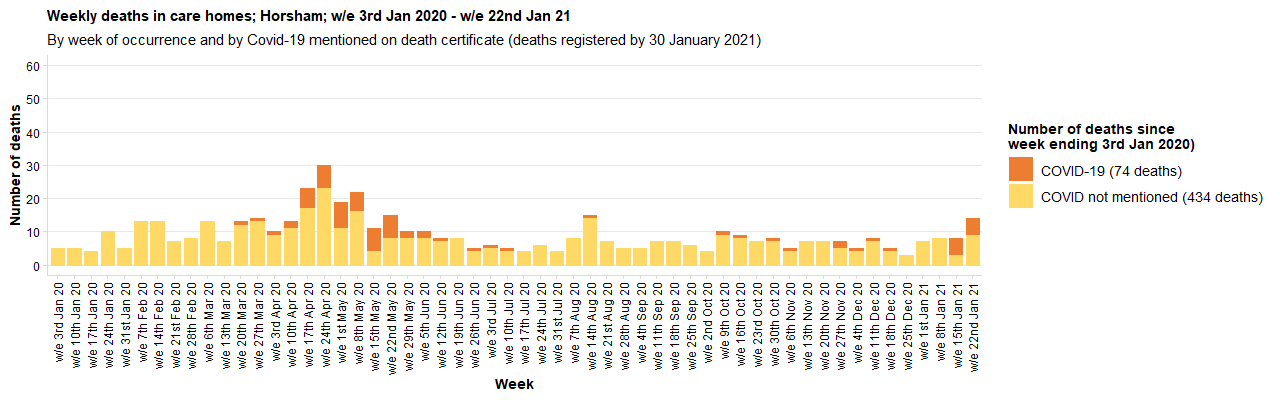 Weekly deaths in care homes; Horsham; w/e 3rd Jan 2020 - w/e 22nd Jan 21
By week of occurrence and by Covid-19 mentioned on death certificate (deaths registered by 30 January 2021)
Number of deaths
60
50
40
30
20
10
0
w/e 3rd Jan 20
w/e 10th Jan 20
w/e 17th Jan 20
w/e 24th Jan 20
w/e 31st Jan 20
w/e 7th Feb 20
w/e 14th Feb 20
w/e 21st Feb 20
w/e 28th Feb 20
w/e 6th Mar 20
w/e 13th Mar 20
w/e 20th Mar 20
w/e 27th Mar 20
w/e 3rd Apr 20
w/e 10th Apr 20
w/e 17th Apr 20
w/e 24th Apr 20
w/e 1st May 20
w/e 8th May 20
w/e 15th May 20
w/e 22nd May 20
w/e 29th May 20
w/e 5th Jun 20
w/e 12th Jun 20
w/e 19th Jun 20
w/e 26th Jun 20
w/e 3rd Jul 20
w/e 10th Jul 20
w/e 17th Jul 20
w/e 24th Jul 20
w/e 31st Jul 20
w/e 7th Aug 20
w/e 14th Aug 20
w/e 21st Aug 20
w/e 28th Aug 20
w/e 4th Sep 20
w/e 11th Sep 20
w/e 18th Sep 20
w/e 25th Sep 20
w/e 2nd Oct 20
w/e 9th Oct 20
w/e 16th Oct 20
w/e 23rd Oct 20
w/e 30th Oct 20
w/e 6th Nov 20
w/e 13th Nov 20
w/e 20th Nov 20
w/e 27th Nov 20
w/e 4th Dec 20
w/e 11th Dec 20
w/e 18th Dec 20
w/e 25th Dec 20
w/e 1st Jan 21
w/e 8th Jan 21
w/e 15th Jan 21
w/e 22nd Jan 21
Week
Number of deaths since
week ending 3rd Jan 2020)
COVID-19 (74 deaths)
COVID not mentioned (434 deaths)